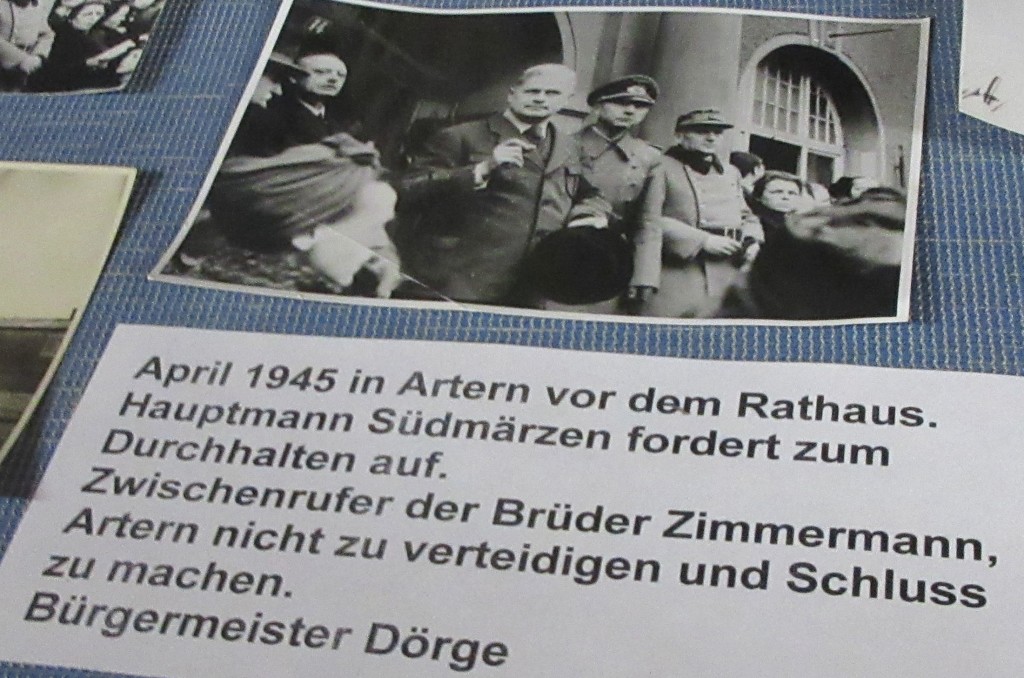 April 1945 in Artern vor dem Rathaus.
Hauptmann Südmärzen fordert zum
Durchhalten auf.
Zwischenrufer der Brüder Zimmermann,
Artern nicht zu verteidigen und Schluss
zu machen.
Bürgermeister Dörge